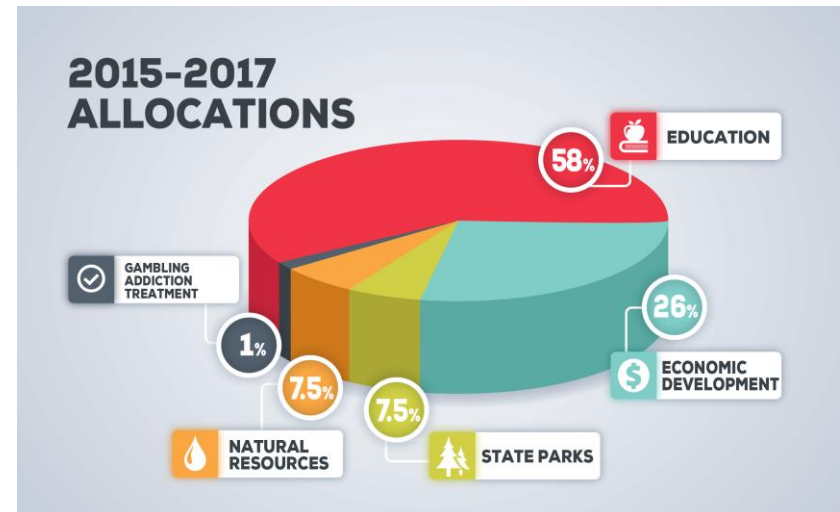 2015-2017
ALLOCATIONS
58%
EDUCATION
GAMBLING
ADDICTION
TREATMENT
1%
26%
ECONOMIC
DEVELOPMENT
7.5%
NATURAL
RESOURCES
7.5%
STATE PARKS